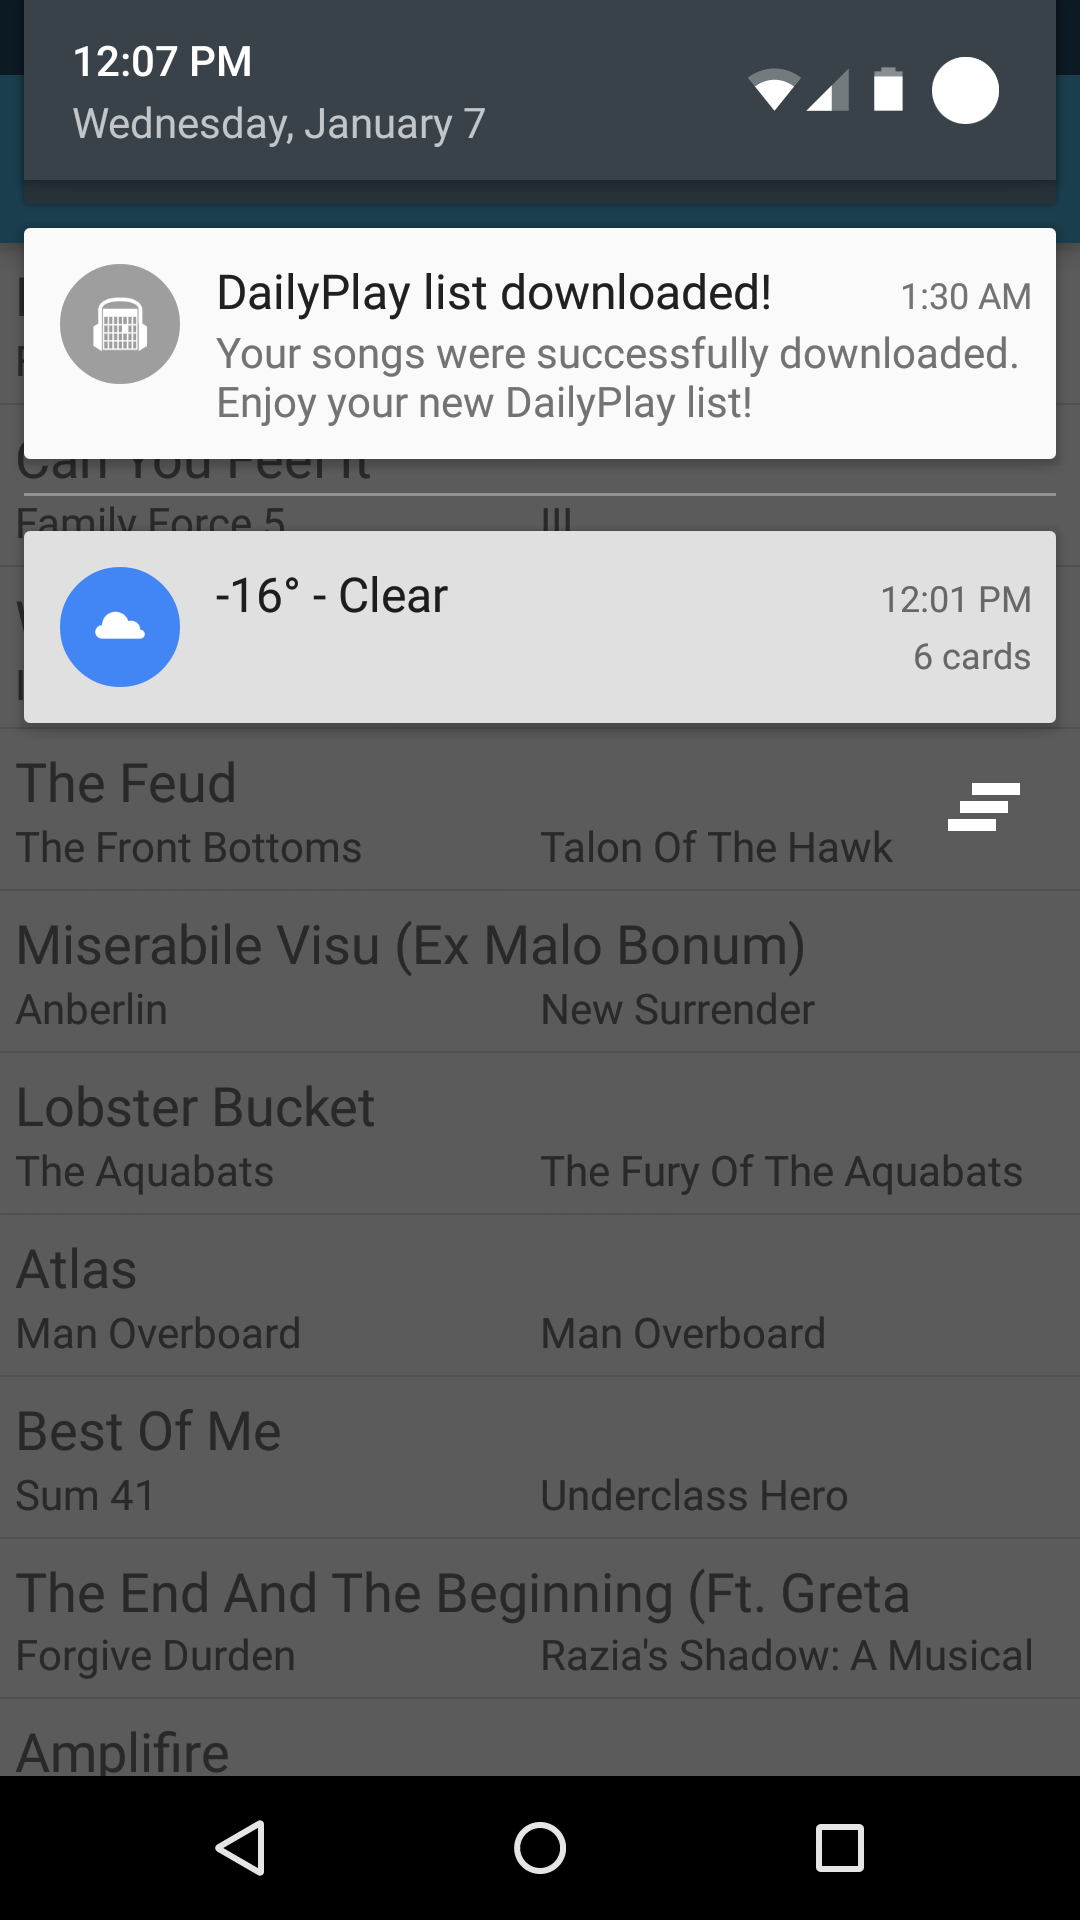 12:07 PM
Wednesday, January 7
DailyPlay list downloaded!
1:30 AM
Your songs were successfully downloaded.
Enjoy your new DailyPlay list!
Can You Feel It
Family Force 5
III
-16° - Clear
12:01 PM
6 cards
The Feud
The Front Bottoms
Talon Of The Hawk
Miserabile Visu (Ex Malo Bonum)
Anberlin
New Surrender
Lobster Bucket
The Aquabats
The Fury Of The Aquabats
Atlas
Man Overboard
Man Overboard
Best Of Me
Sum 41
Underclass Hero
The End And The Beginning (Ft. Greta
Forgive Durden
Razia's Shadow: A Musical
Amplifire